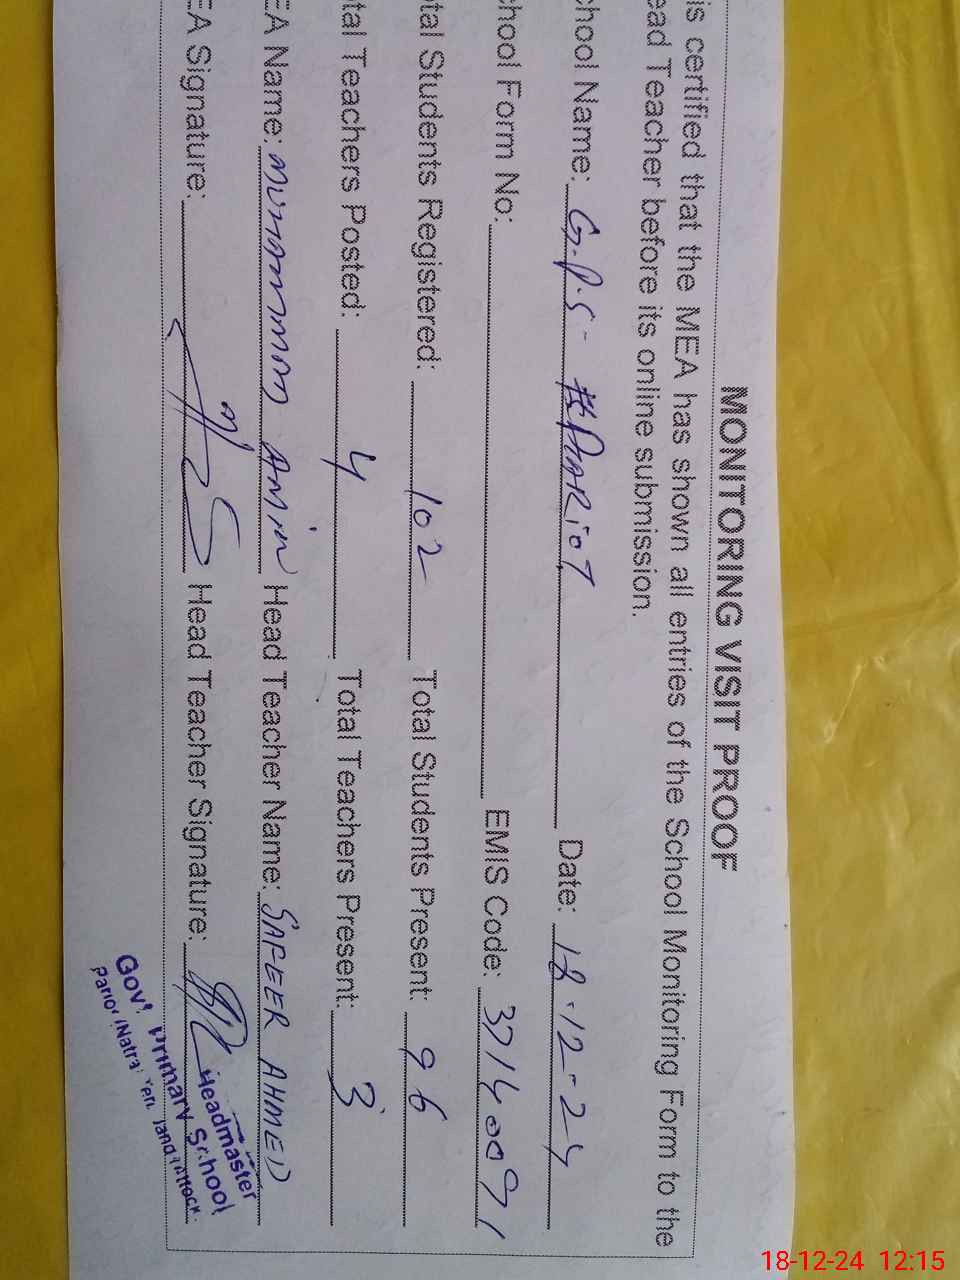 MONITORING VISIT PROOF
is certified that the MEA has shown all entries of the School Monitoring Form to the
ead Teacher before its online submission.
chool Name: G.P.S - PHARIOT Date: 18-12-24
chool Form No: EMIS Code: 37140091
otal Students Registered: 102 Total Students Present: 96
otal Teachers Posted: 4 Total Teachers Present: 3
EA Name: MUHAMMAD AMIN Head Teacher Name: SAFEER AHMED
EA Signature: Head Teacher Signature:
Headmaster
Govt Primary School
18-12-24 12:15